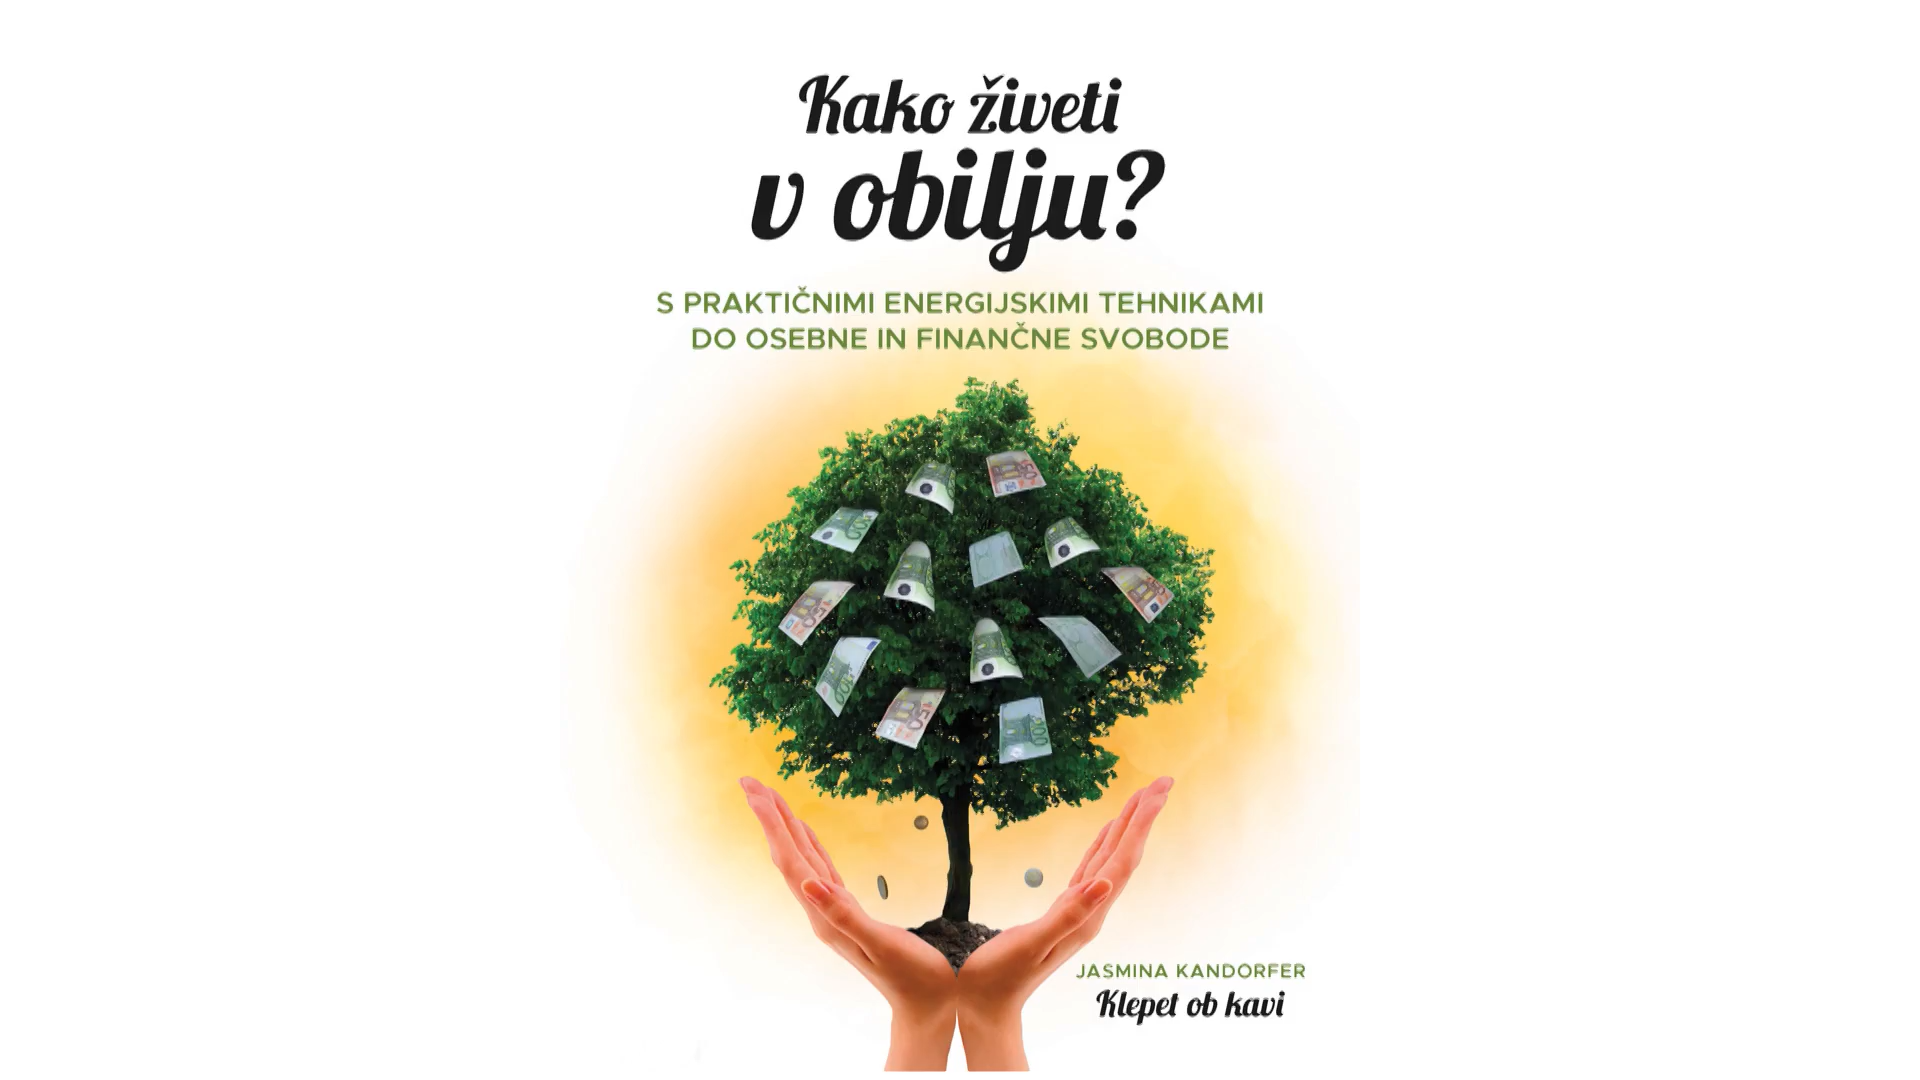 Kako živeti
v obilju?
S PRAKTIČNIMI ENERGIJSKIMI TEHNIKAMI
DO OSEBNE IN FINANČNE SVOBODE
JASMINA KANDORFER
Klepet ob kavi